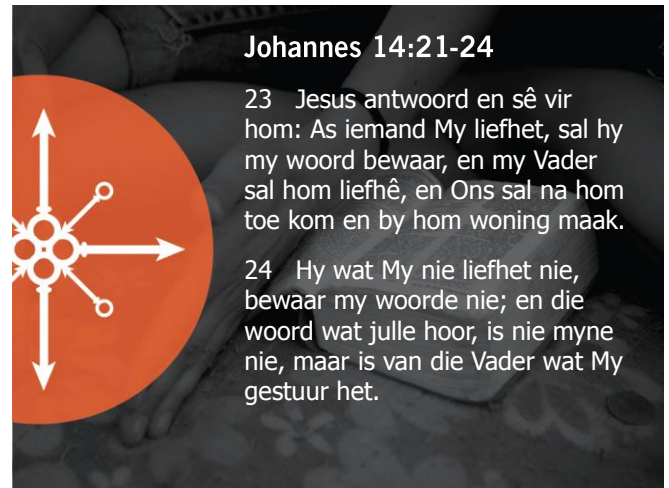 Johannes 14:21-24
23 Jesus antwoord en sê vir
hom: As iemand My liefhet, sal hy
my woord bewaar, en my Vader
sal hom liefhê, en Ons sal na hom
toe kom en by hom woning maak.
24 Hy wat My nie liefhet nie,
bewaar my woorde nie; en die
woord wat julle hoor, is nie myne
nie, maar is van die Vader wat My
gestuur het.